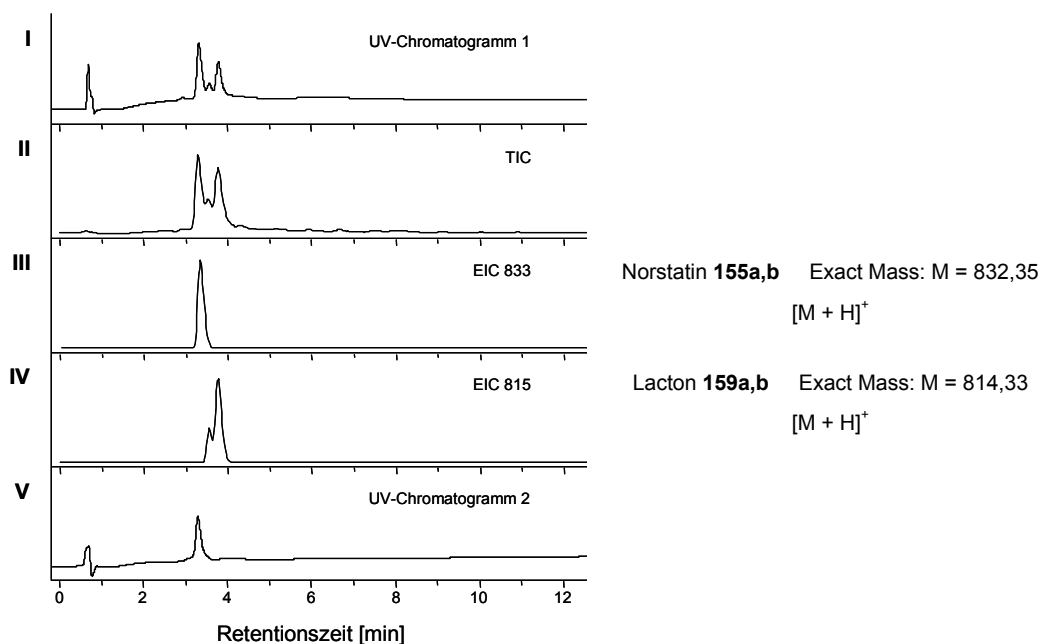 I
UV-Chromatogramm 1
II
TIC
III
EIC 833
Norstatin 155a,b Exact Mass: M = 832,35
[M + H]+
IV
EIC 815
Lacton 159a,b Exact Mass: M = 814,33
[M + H]+
V
UV-Chromatogramm 2
0 2 4 6 8 10 12
Retentionszeit [min]